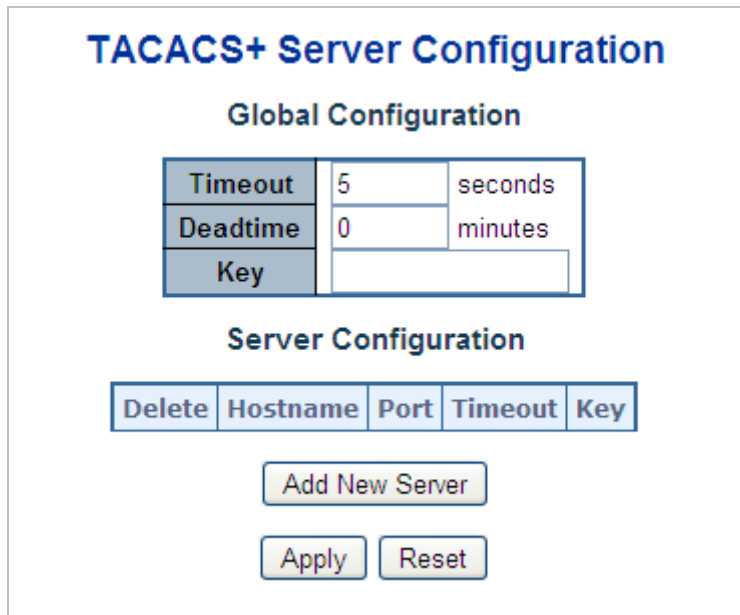 TACACS+ Server Configuration
Global Configuration
Timeout 5 seconds
Deadtime 0 minutes
Key
Server Configuration
Delete Hostname Port Timeout Key
Add New Server
Apply Reset